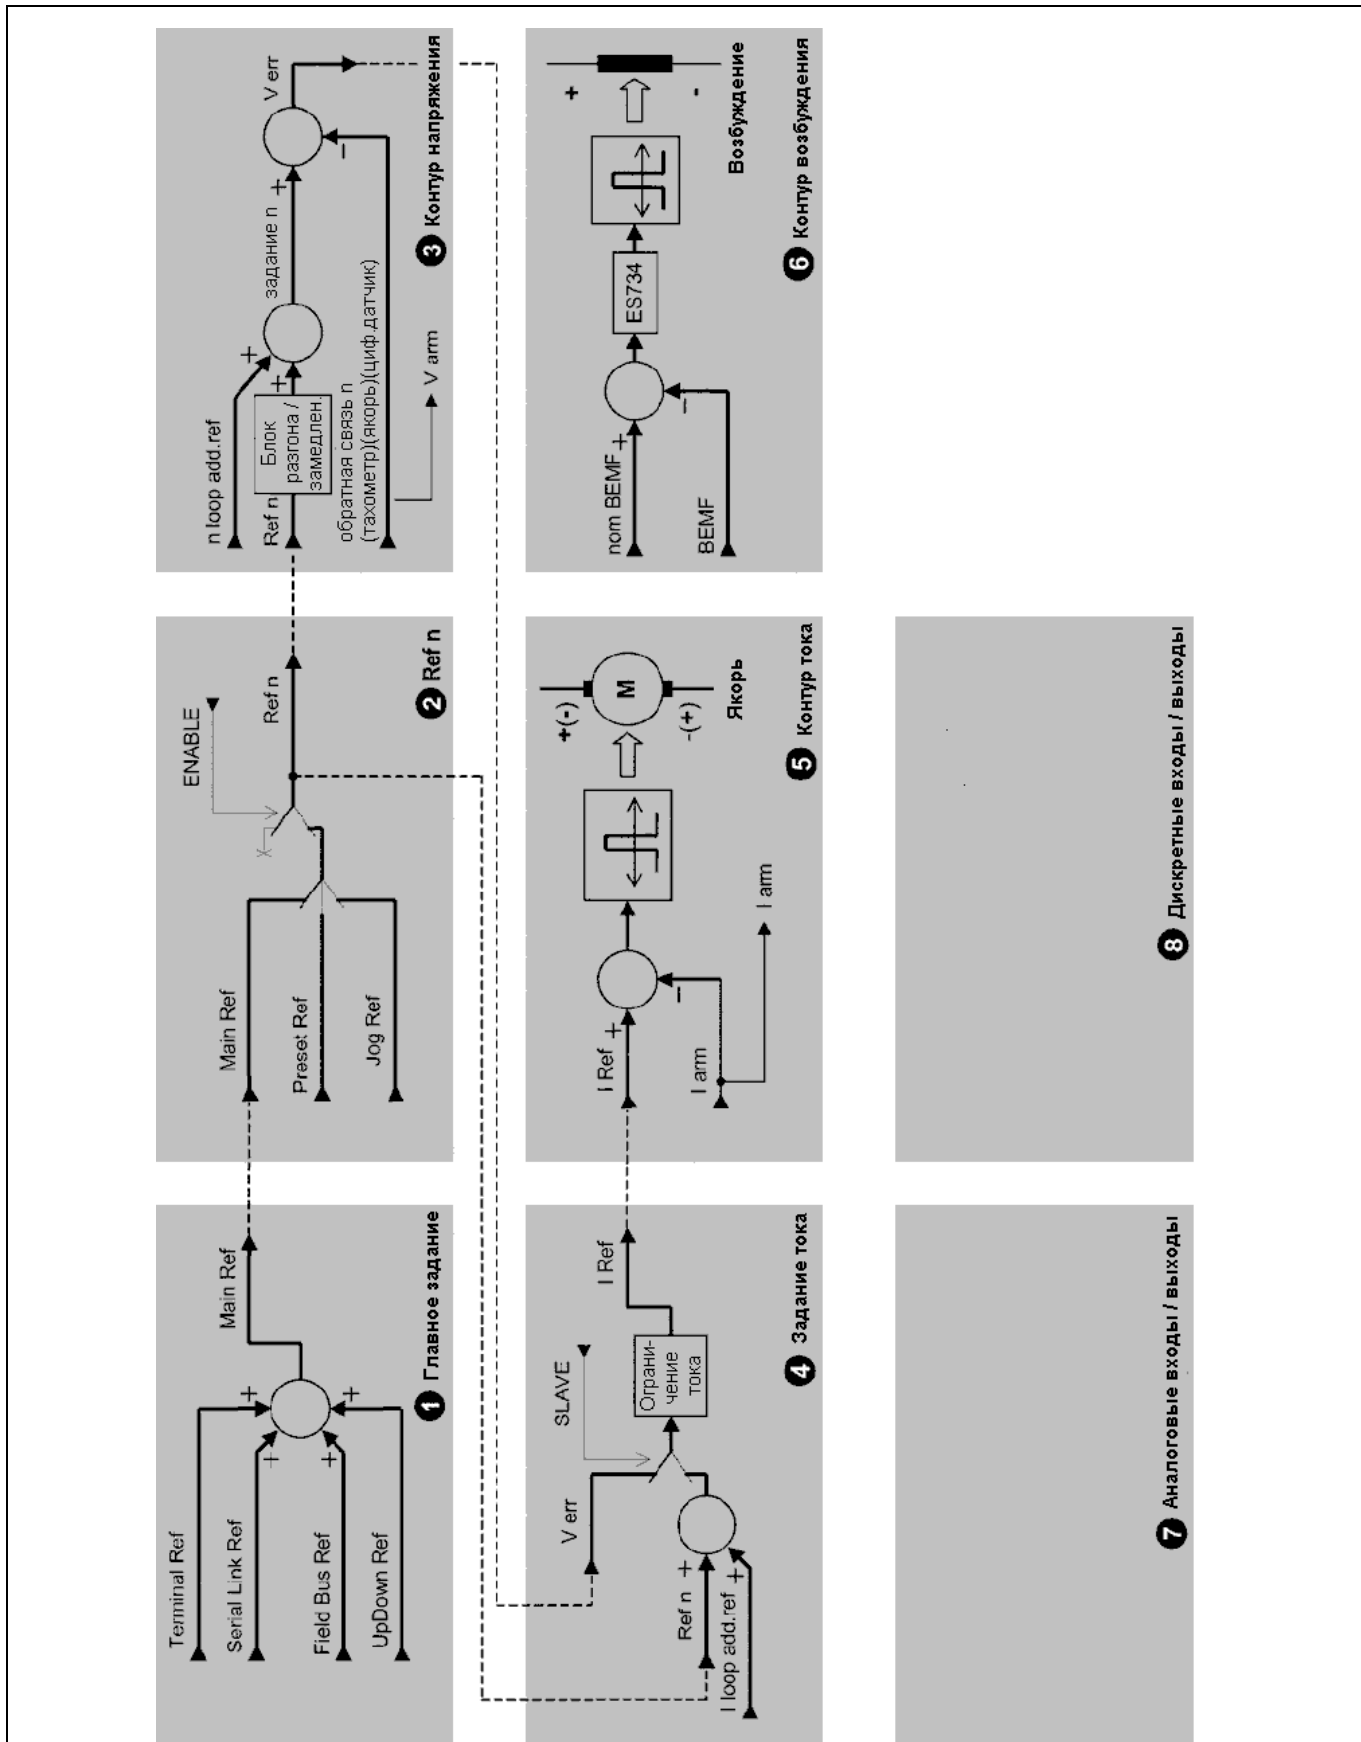 Terminal Ref
Serial Link Ref
Field Bus Ref
UpDown Ref
+
+
+
+
Main Ref
1 Главное задание
Main Ref
Preset Ref
Jog Ref
X
ENABLE
Ref n
2 Ref n
n loop add.ref
Ref n
Блок
разгона /
замедлен.
+
+
задание n
+
−
V err
обратная связь n
(тахометр)(якорь)(циф.датчик)
V arm
3 Контур напряжения
V err
SLAVE
Ref n +
I loop add.ref +
Ограни-
чение
тока
I Ref
4 Задание тока
I Ref +
−
I arm
I arm
+(-)
M
-(+)
Якорь
5 Контур тока
nom BEMF +
−
BEMF
ES734
+
-
Возбуждение
6 Контур возбуждения
7 Аналоговые входы / выходы
8 Дискретные входы / выходы